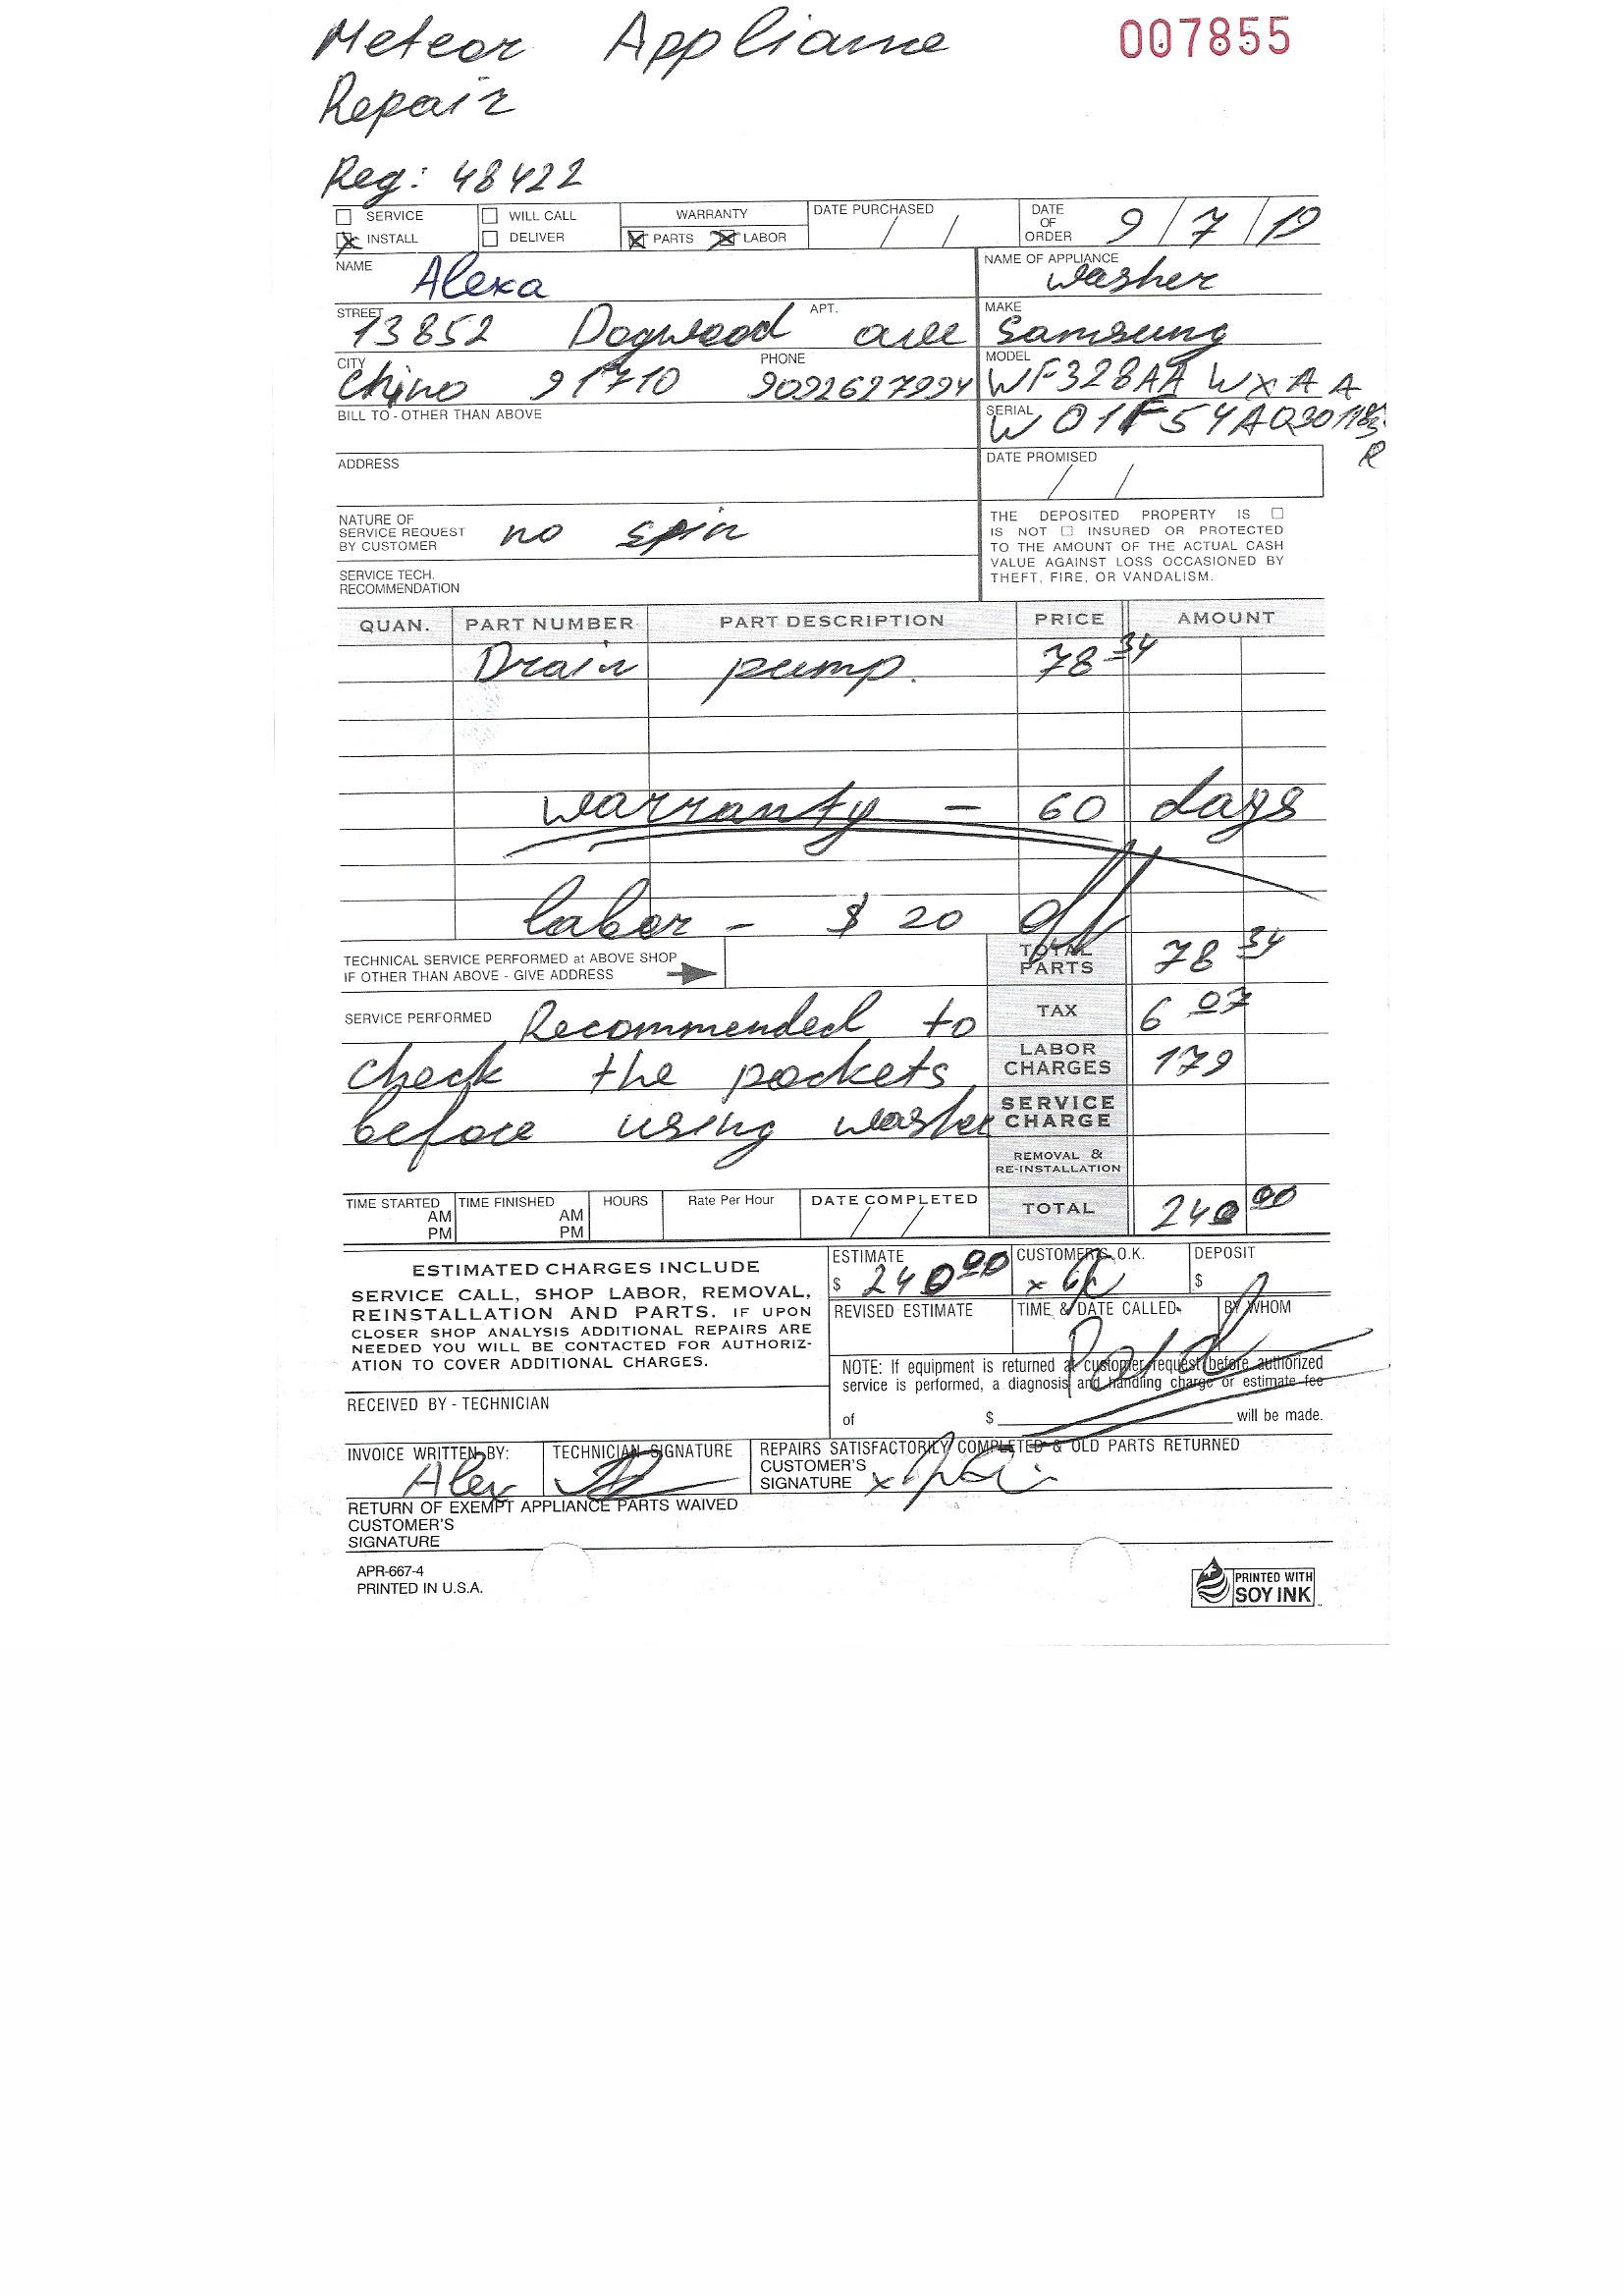 Meteor Appliance 007855
Repair
Reg: 48422
SERVICE WILL CALL WARRANTY DATE PURCHASED / / DATE OF ORDER 9/7/19
INSTALL DELIVER PARTS LABOR
NAME Alexa NAME OF APPLIANCE washer
STREET 13852 Dogwood APT. ave MAKE Samsung
CITY Chino 91710 PHONE 9092627994 MODEL WF328AA WXAA
BILL TO - OTHER THAN ABOVE SERIAL
ADDRESS DATE PROMISED / /
NATURE OF SERVICE REQUEST BY CUSTOMER no spin
SERVICE TECH. RECOMMENDATION
THE DEPOSITED PROPERTY IS ☐
IS NOT ☐ INSURED OR PROTECTED
TO THE AMOUNT OF THE ACTUAL CASH
VALUE AGAINST LOSS OCCASIONED BY
THEFT, FIRE, OR VANDALISM.
QUAN. PART NUMBER PART DESCRIPTION PRICE AMOUNT
Drain pump. 78 34
warranty - 60 days
labor - $ 20 off
TECHNICAL SERVICE PERFORMED at ABOVE SHOP
IF OTHER THAN ABOVE - GIVE ADDRESS
TOTAL PARTS 78 34
SERVICE PERFORMED Recommended to
check the pockets
before using washer
TAX 6 07
LABOR CHARGES 179
SERVICE CHARGE
REMOVAL & RE-INSTALLATION
TIME STARTED AM PM TIME FINISHED AM PM HOURS Rate Per Hour DATE COMPLETED / / TOTAL 240 00
ESTIMATED CHARGES INCLUDE
SERVICE CALL, SHOP LABOR, REMOVAL,
REINSTALLATION AND PARTS. IF UPON
CLOSER SHOP ANALYSIS ADDITIONAL REPAIRS ARE
NEEDED YOU WILL BE CONTACTED FOR AUTHORIZ-
ATION TO COVER ADDITIONAL CHARGES.
ESTIMATE $ 240 00 CUSTOMER'S O.K. x DEPOSIT $
REVISED ESTIMATE TIME & DATE CALLED BY WHOM
Paid
NOTE: If equipment is returned at customer request before authorized
service is performed, a diagnosis and handling charge or estimate fee
of $ will be made.
RECEIVED BY - TECHNICIAN
INVOICE WRITTEN BY: Alex TECHNICIAN SIGNATURE
REPAIRS SATISFACTORILY COMPLETED & OLD PARTS RETURNED
CUSTOMER'S SIGNATURE x
RETURN OF EXEMPT APPLIANCE PARTS WAIVED
CUSTOMER'S
SIGNATURE
APR-667-4
PRINTED IN U.S.A.
PRINTED WITH
SOY INK